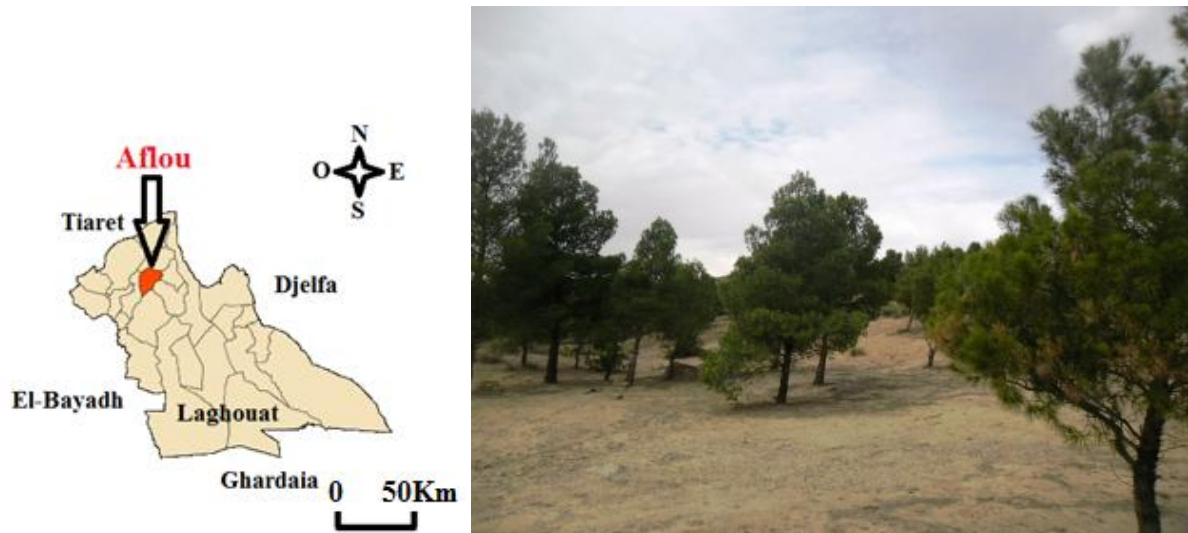 Aflou
N
O E
S
Tiaret
Djelfa
El-Bayadh
Laghouat
Ghardaia
0 50Km